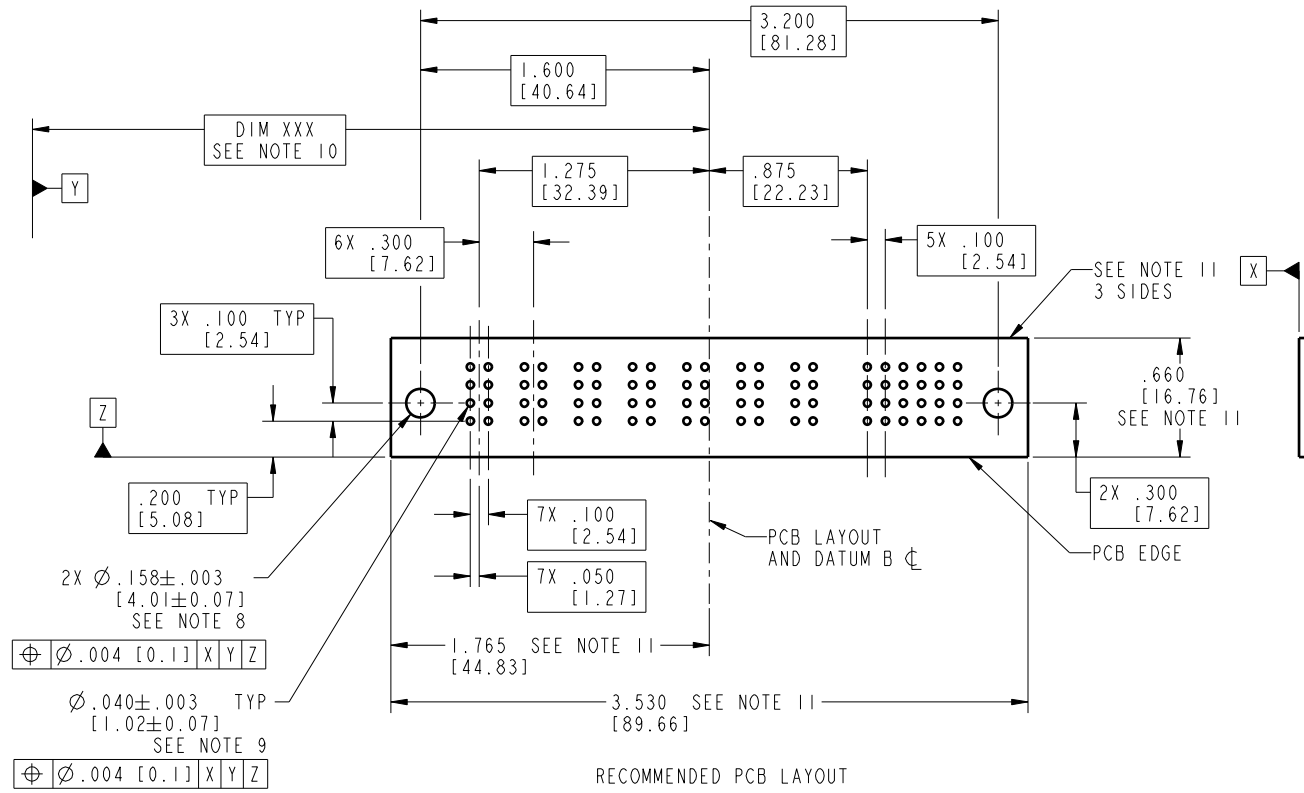 3.200
[81.28]
1.600
[40.64]
DIM XXX
SEE NOTE 10
1.275
[32.39]
.875
[22.23]
Y
6X .300
[7.62]
5X .100
[2.54]
SEE NOTE 11
3 SIDES
X
3X .100 TYP
[2.54]
.660
[16.76]
SEE NOTE 11
Z
.200 TYP
[5.08]
2X .300
[7.62]
7X .100
[2.54]
PCB LAYOUT
AND DATUM B ℄
PCB EDGE
7X .050
[1.27]
2X Ø.158±.003
[4.01±0.07]
SEE NOTE 8
⌖ Ø.004 [0.1] X Y Z
1.765 SEE NOTE 11
[44.83]
Ø.040±.003 TYP
[1.02±0.07]
SEE NOTE 9
⌖ Ø.004 [0.1] X Y Z
3.530 SEE NOTE 11
[89.66]
RECOMMENDED PCB LAYOUT